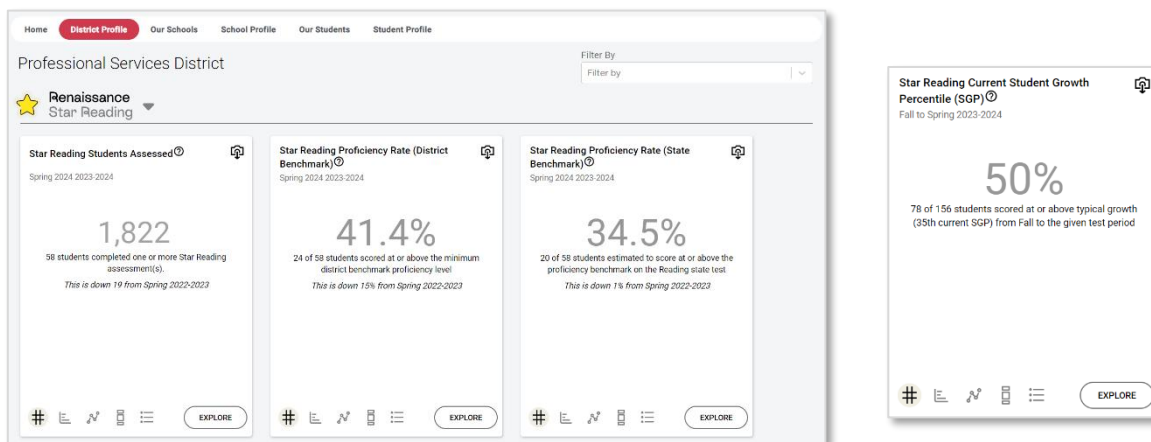 Home District Profile Our Schools School Profile Our Students Student Profile
Professional Services District
Filter By
Filter by
Renaissance
Star Reading
Star Reading Students Assessed
Spring 2024 2023-2024
1,822
58 students completed one or more Star Reading
assessment(s).
This is down 19 from Spring 2022-2023
EXPLORE
Star Reading Proficiency Rate (District
Benchmark)
Spring 2024 2023-2024
41.4%
24 of 58 students scored at or above the minimum
district benchmark proficiency level
This is down 15% from Spring 2022-2023
EXPLORE
Star Reading Proficiency Rate (State
Benchmark)
Spring 2024 2023-2024
34.5%
20 of 58 students estimated to score at or above the
proficiency benchmark on the Reading state test
This is down 1% from Spring 2022-2023
EXPLORE
Star Reading Current Student Growth
Percentile (SGP)
Fall to Spring 2023-2024
50%
78 of 156 students scored at or above typical growth
(35th current SGP) from Fall to the given test period
EXPLORE